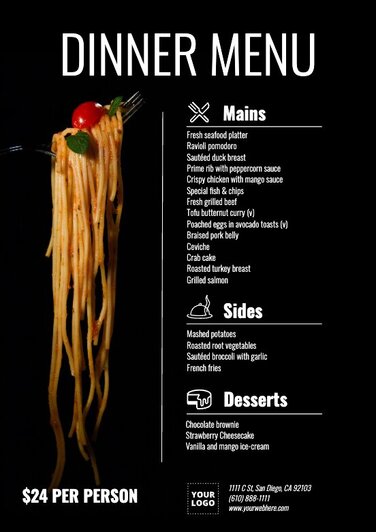 DINNER MENU
Mains
Fresh seafood platter
Ravioli pomodoro
Sautéed duck breast
Prime rib with peppercorn sauce
Crispy chicken with mango sauce
Special fish & chips
Fresh grilled beef
Tofu butternut curry (v)
Poached eggs in avocado toasts (v)
Braised pork belly
Ceviche
Crab cake
Roasted turkey breast
Grilled salmon
Sides
Mashed potatoes
Roasted root vegetables
Sautéed broccoli with garlic
French fries
Desserts
Chocolate brownie
Strawberry Cheesecake
Vanilla and mango ice-cream
$24 PER PERSON
YOUR
LOGO
1111 C St, San Diego, CA 92103
(610) 888-1111
www.yourwebhere.com